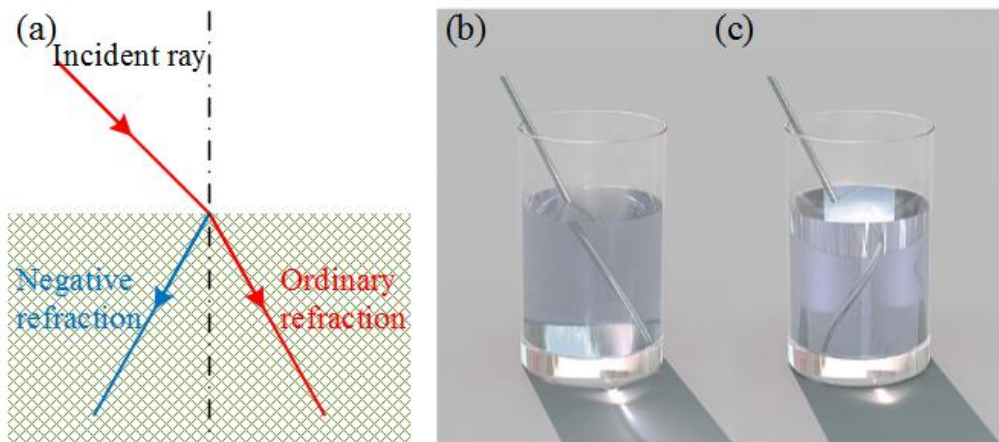 (a)
Incident ray
Negative
refraction
Ordinary
refraction
(b)
(c)